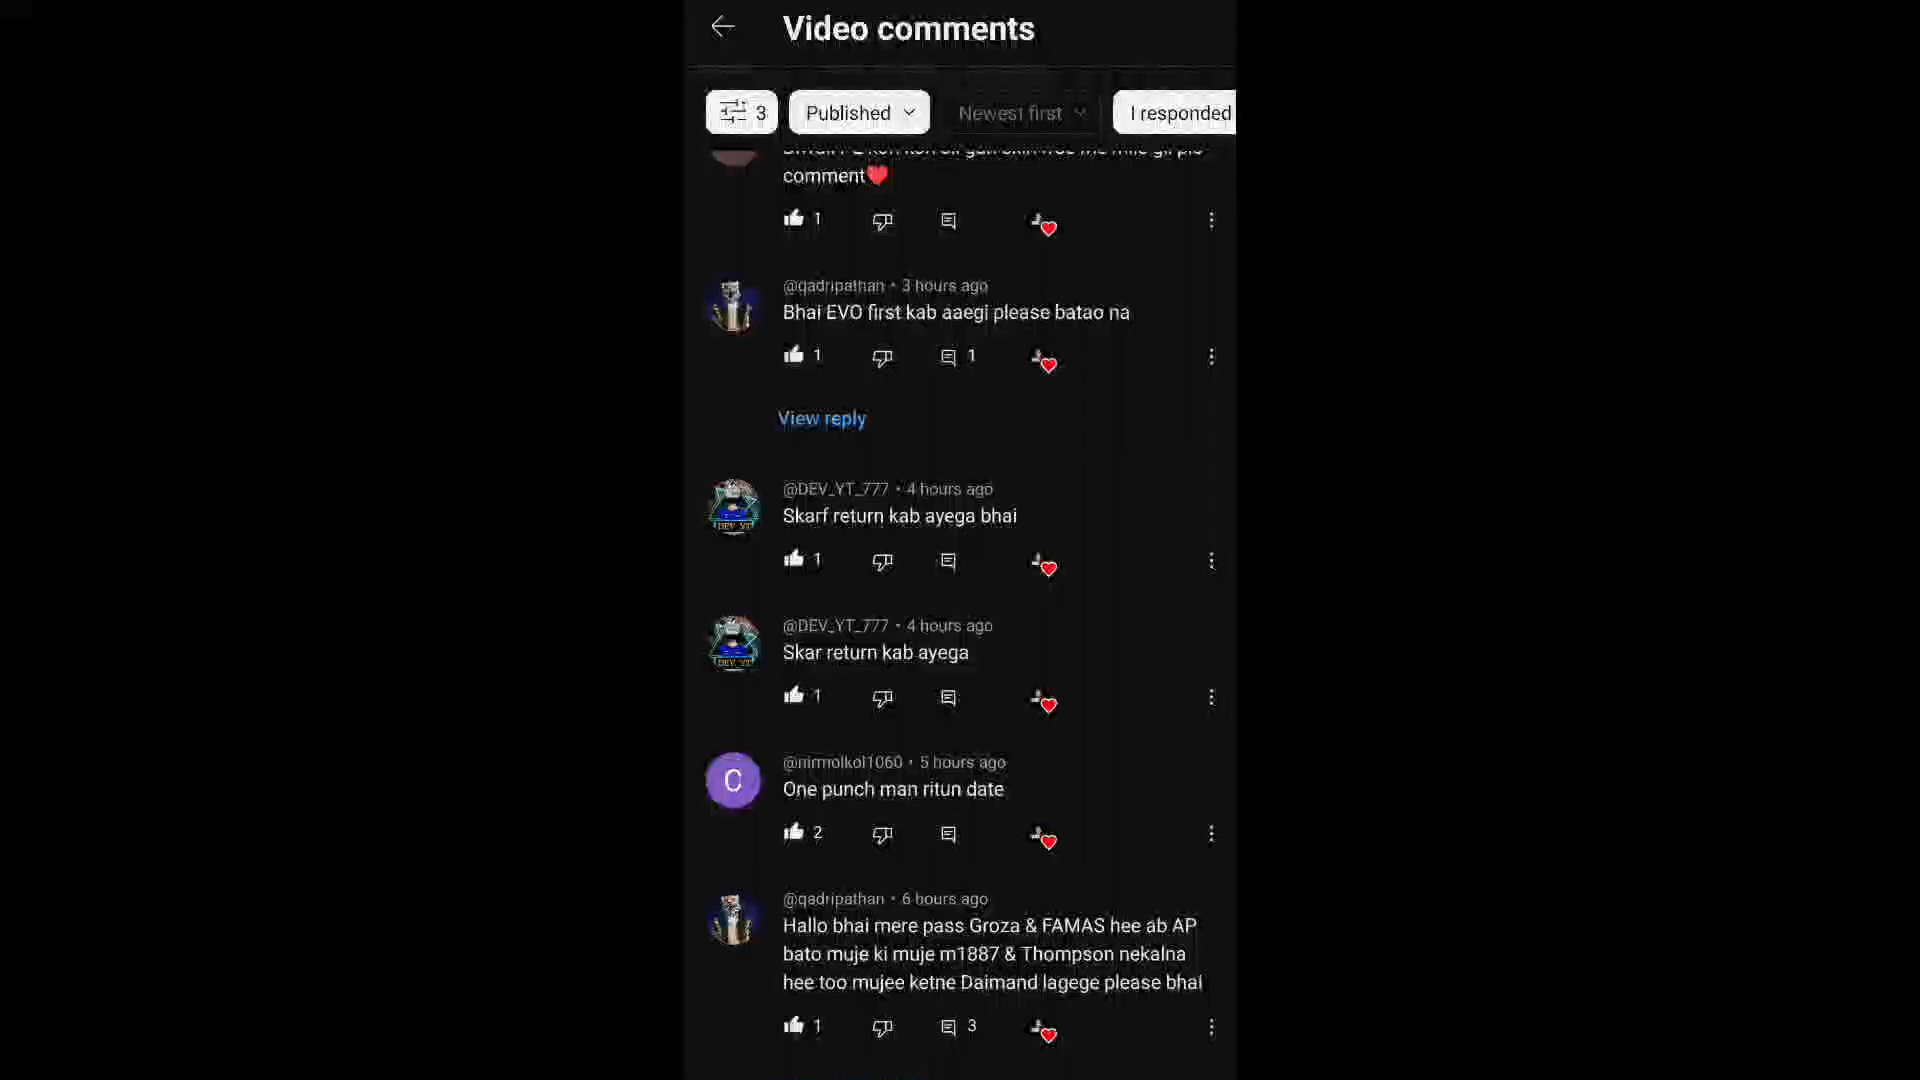 Video comments
3
Published
Newest first
I responded
comment❤️
1
@qadripathan • 3 hours ago
Bhai EVO first kab aaegi please batao na
1
1
View reply
@DEV_YT_777 • 4 hours ago
Skarf return kab ayega bhai
1
DEV YT
@DEV_YT_777 • 4 hours ago
Skar return kab ayega
1
DEV YT
C
@nirmolkol1060 • 5 hours ago
One punch man ritun date
2
@qadripathan • 6 hours ago
Hallo bhai mere pass Groza & FAMAS hee ab AP
bato muje ki muje m1887 & Thompson nekalna
hee too mujee ketne Daimand lagege please bhai
1
3